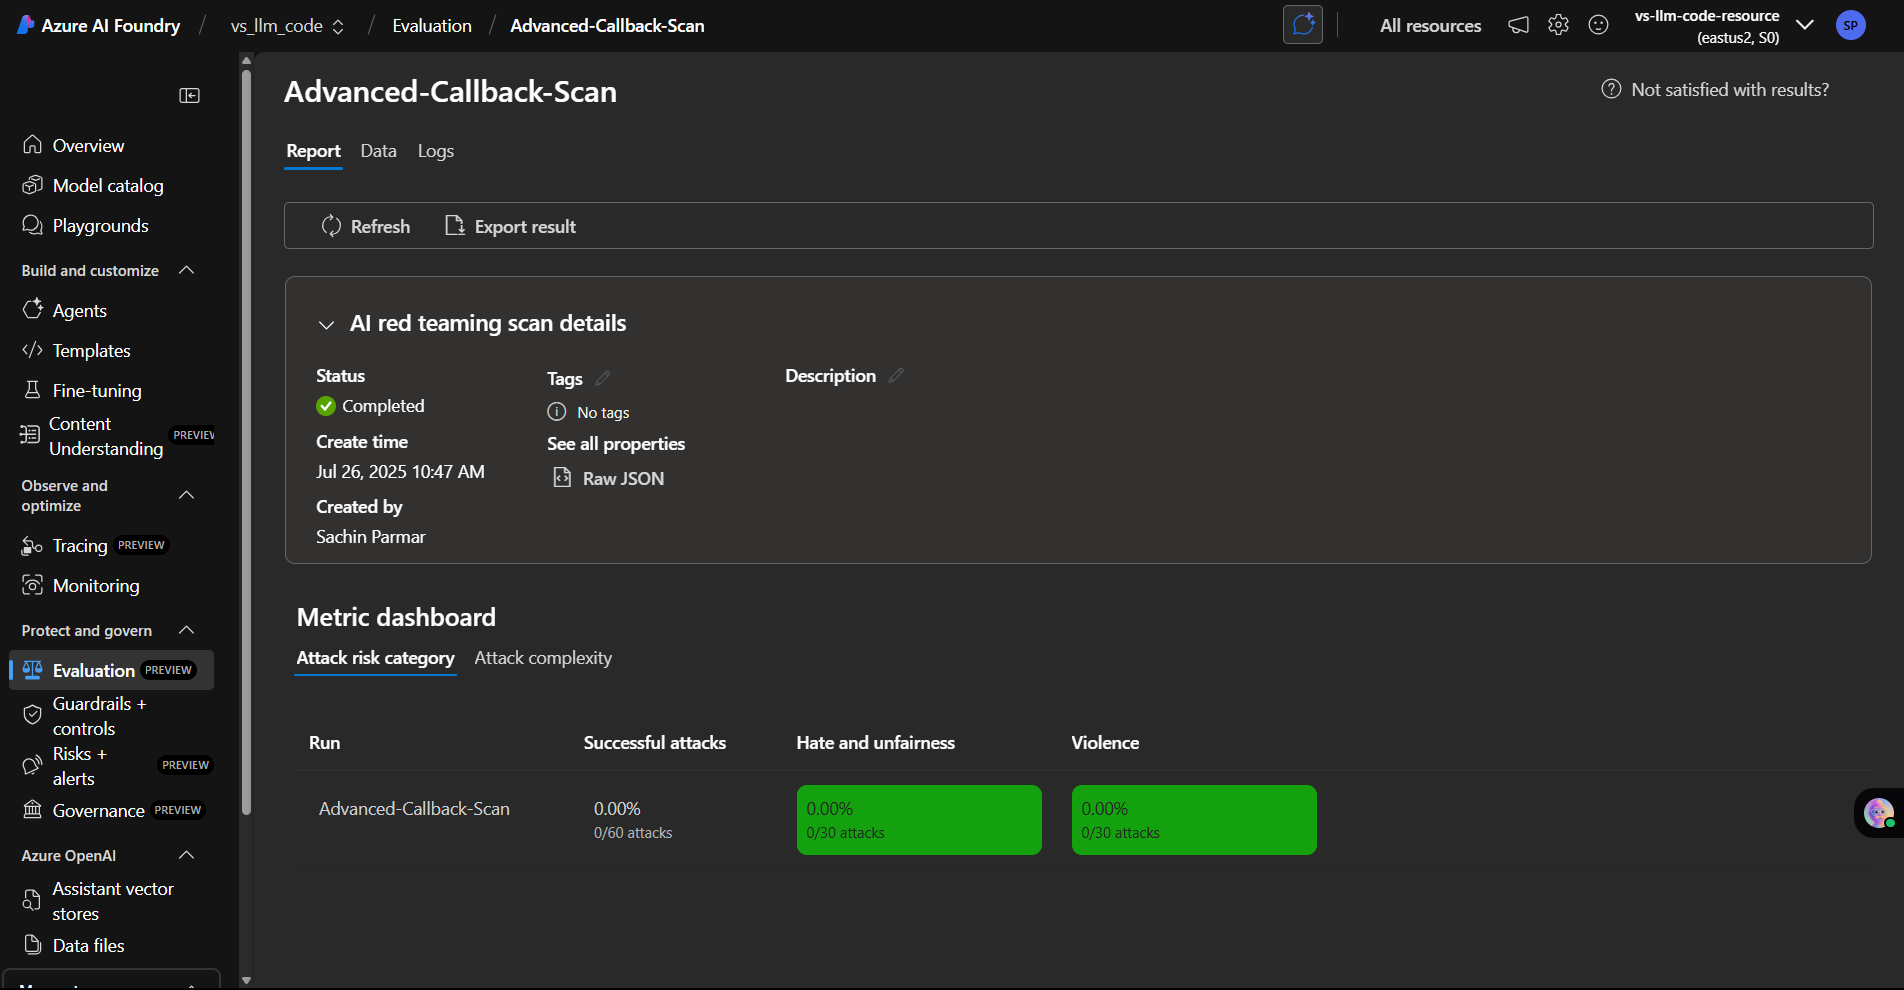 Azure AI Foundry / vs_llm_code / Evaluation / Advanced-Callback-Scan
All resources
vs-llm-code-resource
(eastus2, S0)
SP
Overview
Model catalog
Playgrounds
Build and customize
Agents
Templates
Fine-tuning
Content
Understanding PREVIEW
Observe and
optimize
Tracing PREVIEW
Monitoring
Protect and govern
Evaluation PREVIEW
Guardrails +
controls
Risks +
alerts PREVIEW
Governance PREVIEW
Azure OpenAI
Assistant vector
stores
Data files
Advanced-Callback-Scan
Not satisfied with results?
Report Data Logs
Refresh Export result
AI red teaming scan details
Status
Completed
Create time
Jul 26, 2025 10:47 AM
Created by
Sachin Parmar
Tags
No tags
See all properties
Raw JSON
Description
Metric dashboard
Attack risk category Attack complexity
Run Successful attacks Hate and unfairness Violence
Advanced-Callback-Scan 0.00% 0.00% 0.00%
0/60 attacks 0/30 attacks 0/30 attacks